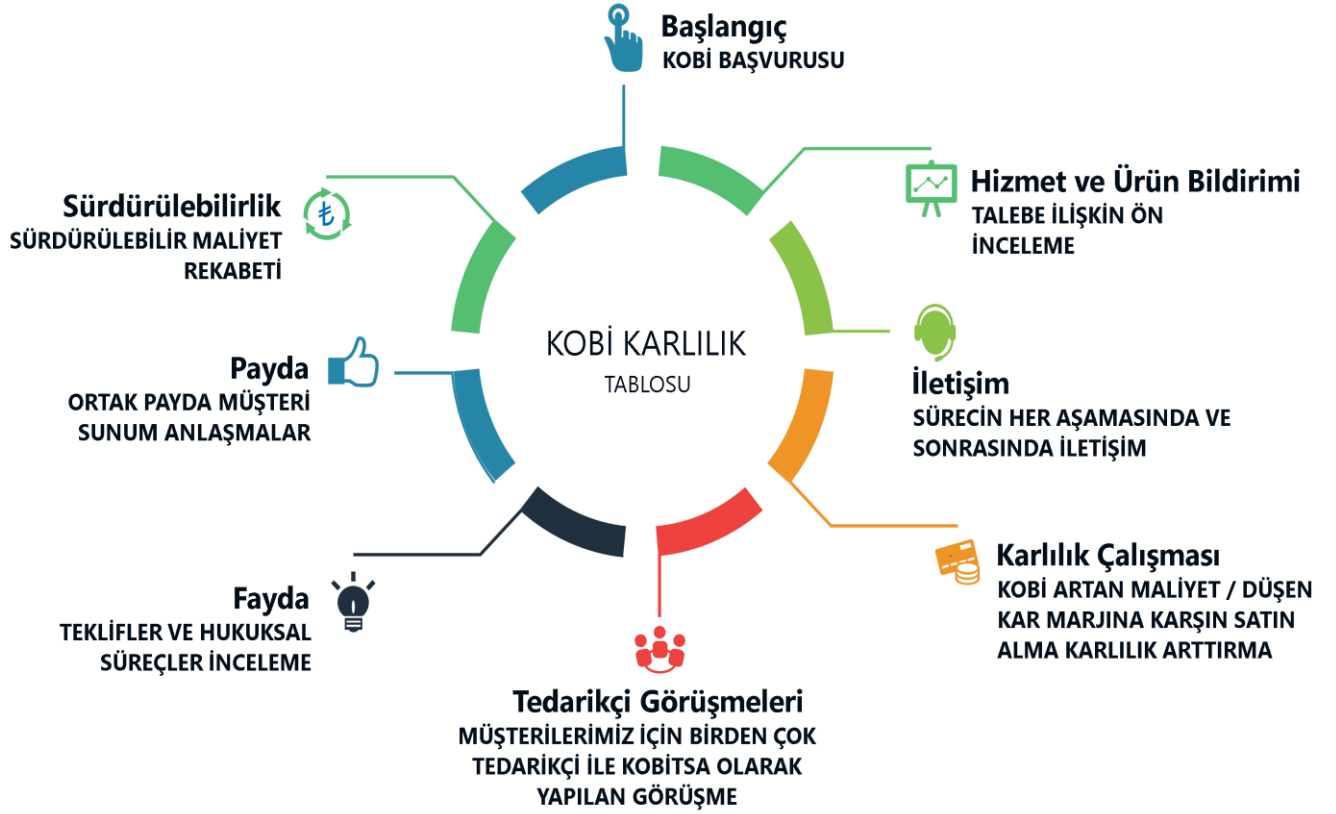 Başlangıç
KOBİ BAŞVURUSU
Hizmet ve Ürün Bildirimi
TALEBE İLİŞKİN ÖN
İNCELEME
İletişim
SÜRECİN HER AŞAMASINDA VE
SONRASINDA İLETİŞİM
Karlılık Çalışması
KOBİ ARTAN MALİYET / DÜŞEN
KAR MARJINA KARŞIN SATIN
ALMA KARLILIK ARTTIRMA
Tedarikçi Görüşmeleri
MÜŞTERİLERİMİZ İÇİN BİRDEN ÇOK
TEDARİKÇİ İLE KOBİTSA OLARAK
YAPILAN GÖRÜŞME
Fayda
TEKLİFLER VE HUKUKSAL
SÜREÇLER İNCELEME
Payda
ORTAK PAYDA MÜŞTERİ
SUNUM ANLAŞMALAR
Sürdürülebilirlik
SÜRDÜRÜLEBİLİR MALİYET
REKABETİ
₺
KOBİ KARLILIK
TABLOSU